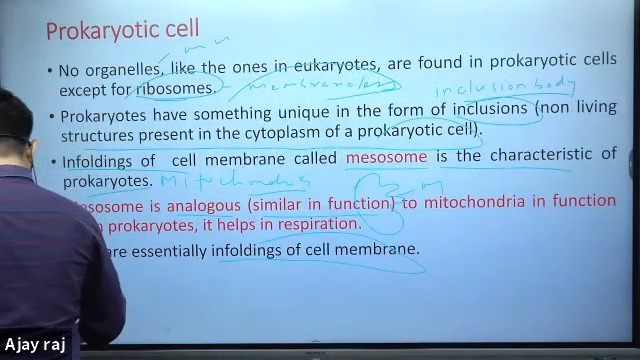 Prokaryotic cell
• No organelles, like the ones in eukaryotes, are found in prokaryotic cells
except for ribosomes. membraneless
inclusion body
• Prokaryotes have something unique in the form of inclusions (non living
structures present in the cytoplasm of a prokaryotic cell).
• Infoldings of cell membrane called mesosome is the characteristic of
prokaryotes. Mitochondria
esosome is analogous (similar in function) to mitochondria in function
prokaryotes, it helps in respiration.
are essentially infoldings of cell membrane.
Ajay raj